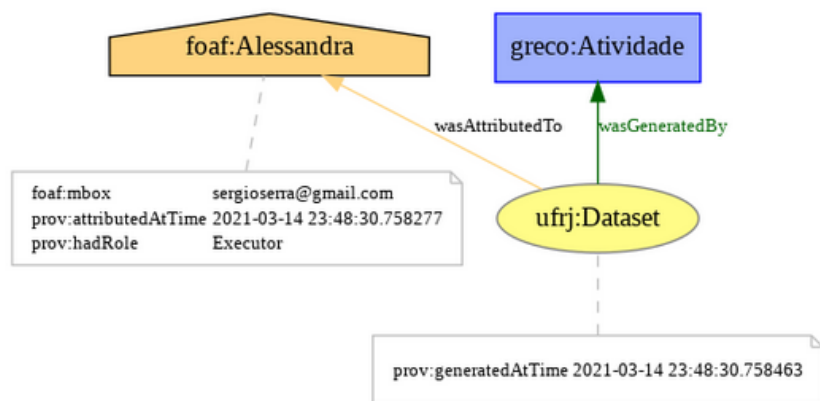 foaf:Alessandra
greco:Atividade
wasAttributedTo
wasGeneratedBy
foaf:mbox sergioserra@gmail.com
prov:attributedAtTime 2021-03-14 23:48:30.758277
prov:hadRole Executor
ufrj:Dataset
prov:generatedAtTime 2021-03-14 23:48:30.758463